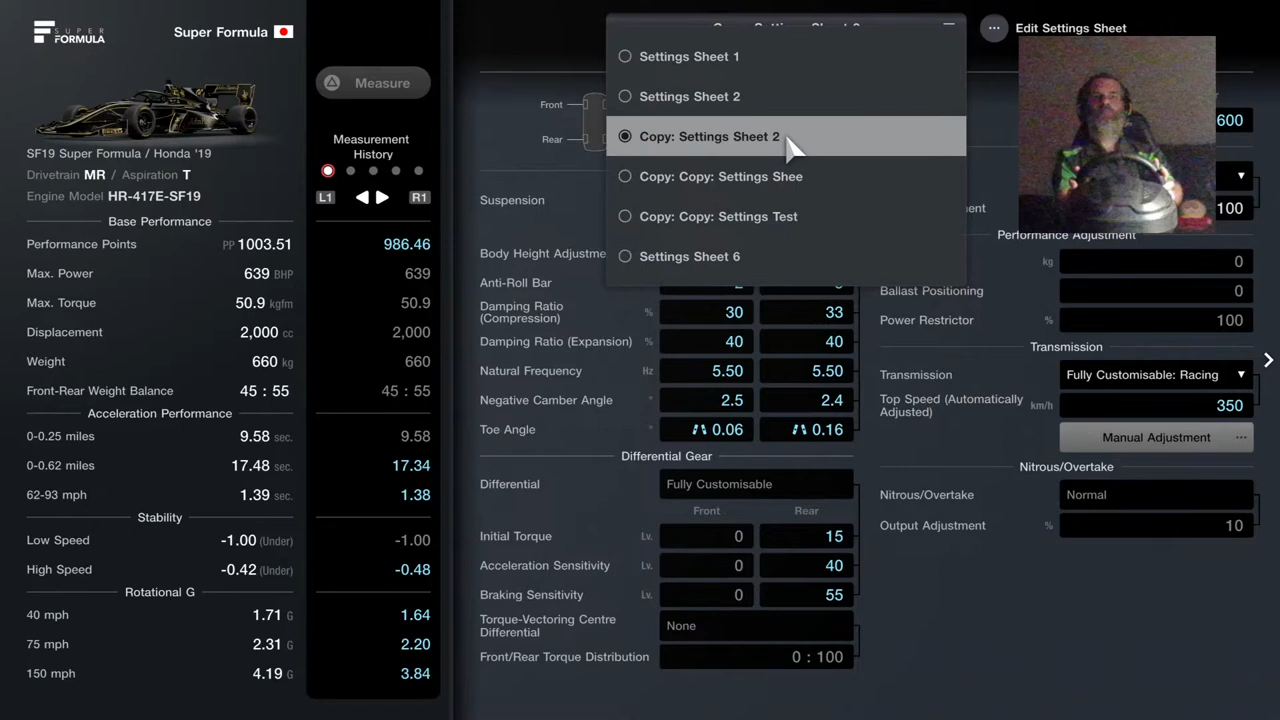 SUPER
FORMULA
Super Formula
SF19 Super Formula / Honda '19
Drivetrain MR / Aspiration T
Engine Model HR-417E-SF19
Base Performance
Performance Points PP 1003.51
Max. Power 639 BHP
Max. Torque 50.9 kgfm
Displacement 2,000 cc
Weight 660 kg
Front-Rear Weight Balance 45 : 55
Acceleration Performance
0-0.25 miles 9.58 sec.
0-0.62 miles 17.48 sec.
62-93 mph 1.39 sec.
Stability
Low Speed -1.00 (Under)
High Speed -0.42 (Under)
Rotational G
40 mph 1.71 G
75 mph 2.31 G
150 mph 4.19 G
Measure
Measurement
History
L1 R1
986.46
639
50.9
2,000
660
45 : 55
9.58
17.34
1.38
-1.00
-0.48
1.64
2.20
3.84
Settings Sheet 1
Settings Sheet 2
Copy: Settings Sheet 2
Copy: Copy: Settings Shee
Copy: Copy: Settings Test
Settings Sheet 6
Edit Settings Sheet
Front
Rear
Suspension
Body Height Adjustme
Anti-Roll Bar
Damping Ratio
(Compression) % 30 33
Damping Ratio (Expansion) % 40 40
Natural Frequency Hz 5.50 5.50
Negative Camber Angle ° 2.5 2.4
Toe Angle ° 0.06 0.16
Differential Gear
Differential Fully Customisable
Front Rear
Initial Torque Lv. 0 15
Acceleration Sensitivity Lv. 0 40
Braking Sensitivity Lv. 0 55
Torque-Vectoring Centre
Differential None
Front/Rear Torque Distribution 0 : 100
600
100
Performance Adjustment
kg 0
Ballast Positioning 0
Power Restrictor % 100
Transmission
Transmission Fully Customisable: Racing
Top Speed (Automatically
Adjusted) km/h 350
Manual Adjustment
Nitrous/Overtake
Nitrous/Overtake Normal
Output Adjustment % 10